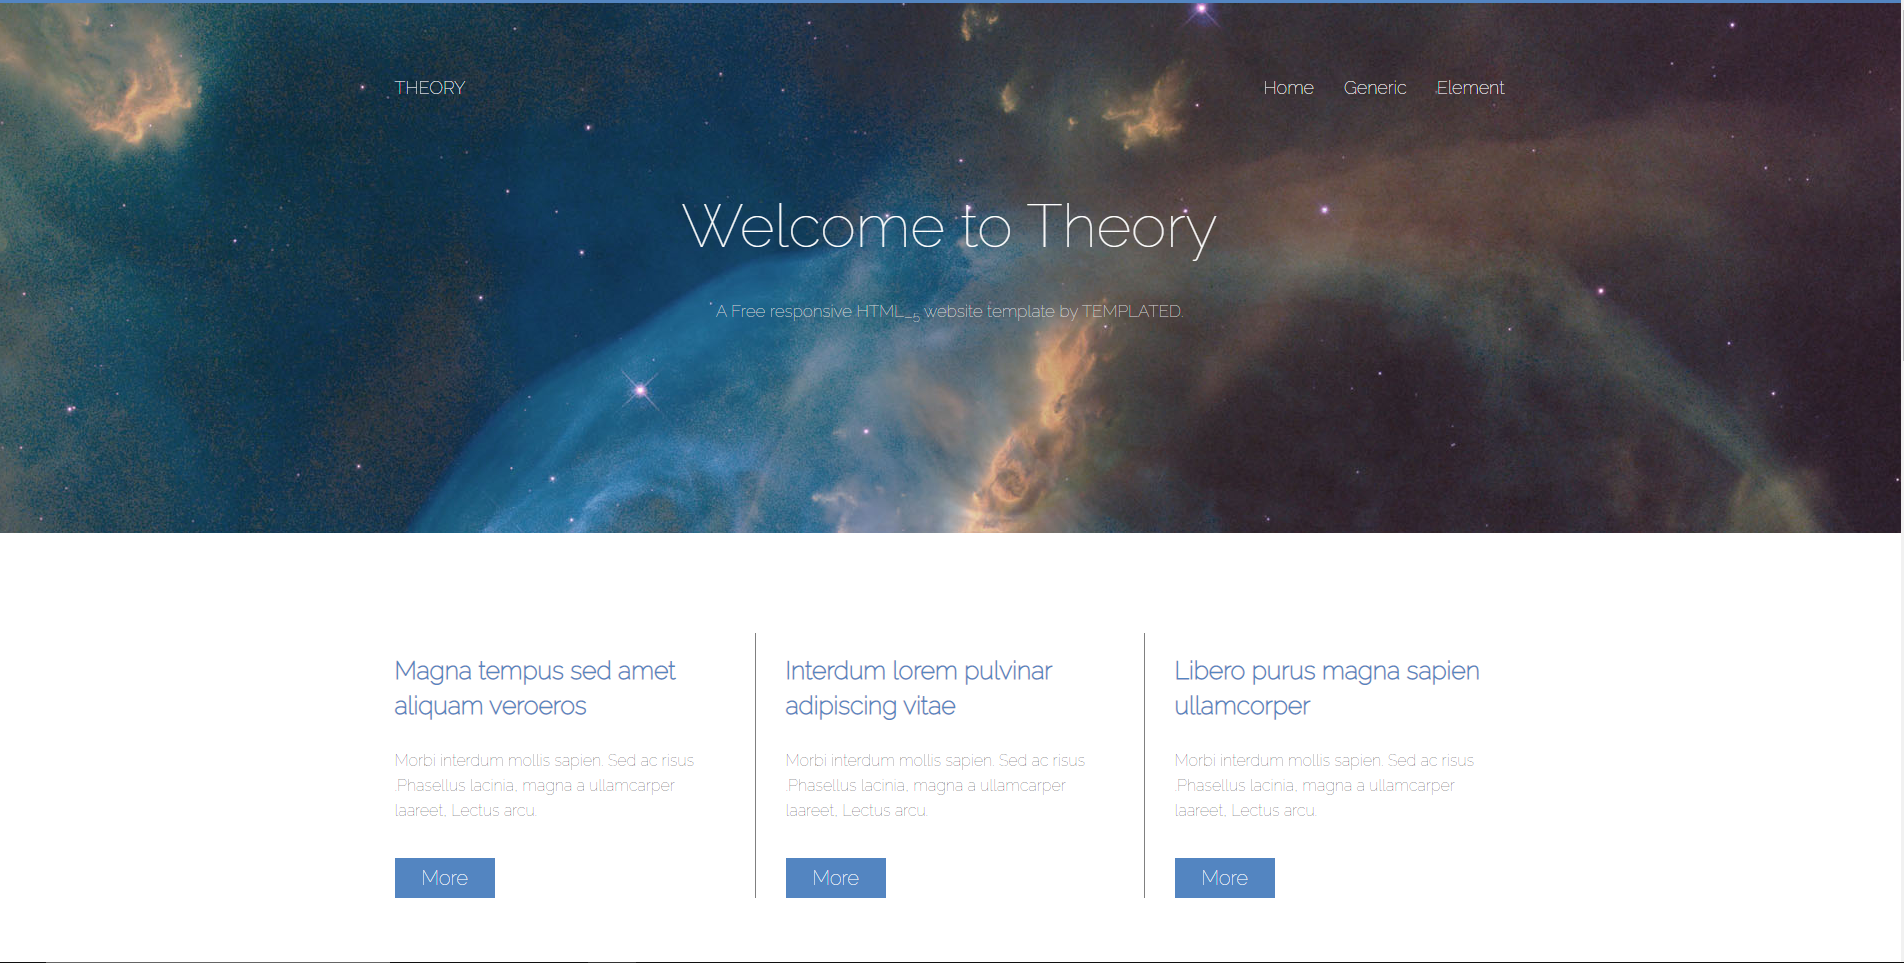 THEORY
Home Generic Element
Welcome to Theory
A Free responsive HTML_5 website template by TEMPLATED.
Magna tempus sed amet
aliquam veroeros
Morbi interdum mollis sapien. Sed ac risus
.Phasellus lacinia, magna a ullamcarper
laareet, Lectus arcu.
More
Interdum lorem pulvinar
adipiscing vitae
Morbi interdum mollis sapien. Sed ac risus
.Phasellus lacinia, magna a ullamcarper
laareet, Lectus arcu.
More
Libero purus magna sapien
ullamcorper
Morbi interdum mollis sapien. Sed ac risus
.Phasellus lacinia, magna a ullamcarper
laareet, Lectus arcu.
More